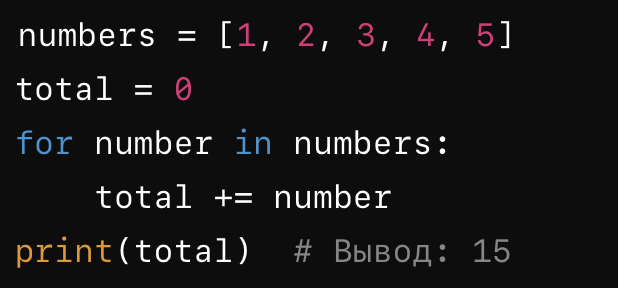 numbers = [1, 2, 3, 4, 5]
total = 0
for number in numbers:
    total += number
print(total)  # Вывод: 15